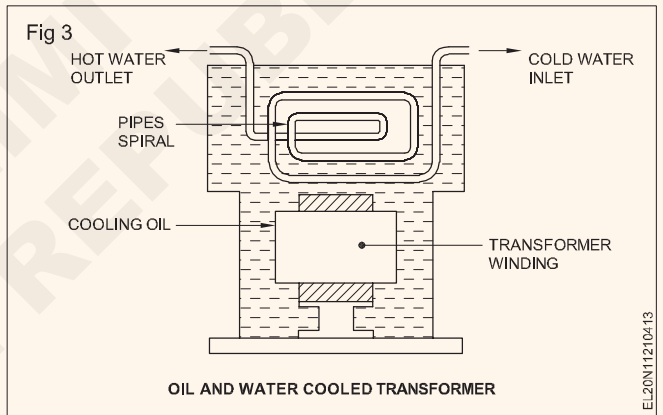 Fig 3
HOT WATER
OUTLET
COLD WATER
INLET
PIPES
SPIRAL
COOLING OIL
TRANSFORMER
WINDING
OIL AND WATER COOLED TRANSFORMER
EL20N11210413